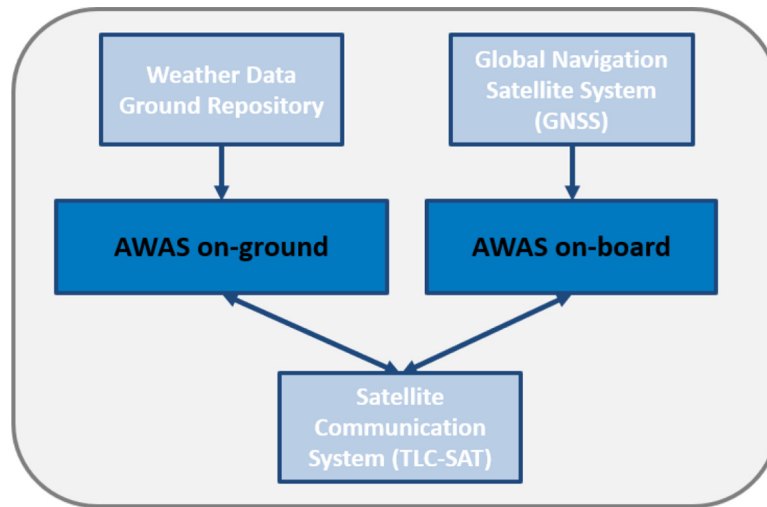 Weather Data
Ground Repository
Global Navigation
Satellite System
(GNSS)
AWAS on-ground
AWAS on-board
Satellite
Communication
System (TLC-SAT)